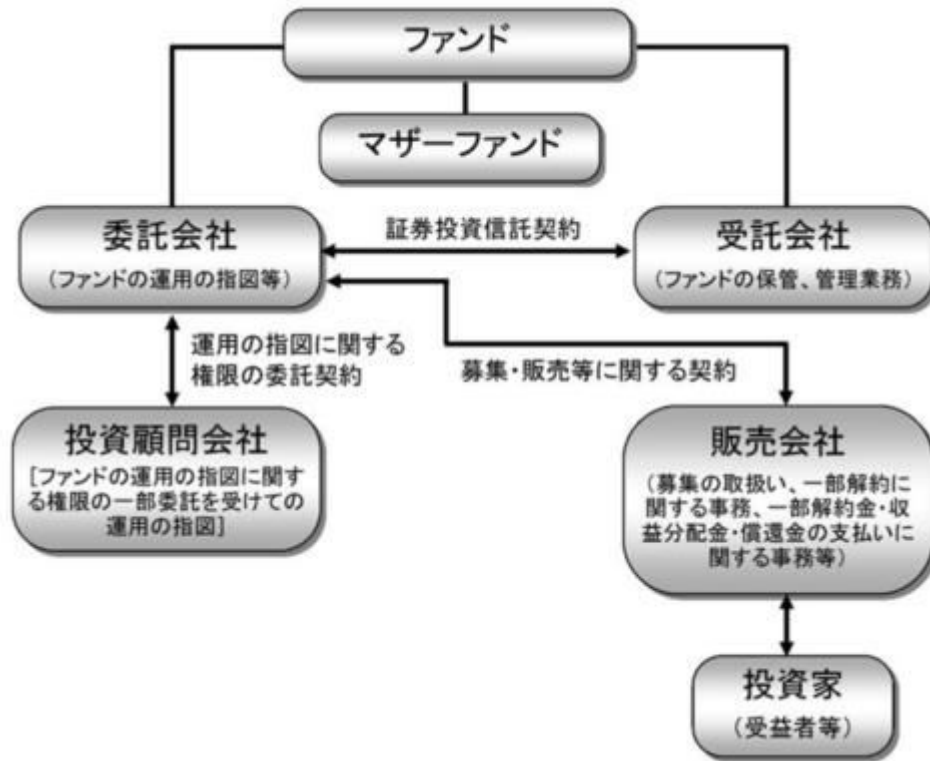 ファンド
マザーファンド
委託会社
(ファンドの運用の指図等)
証券投資信託契約
受託会社
(ファンドの保管、管理業務)
運用の指図に関する
権限の委託契約
募集・販売等に関する契約
投資顧問会社
[ファンドの運用の指図に関す
る権限の一部委託を受けての
運用の指図]
販売会社
(募集の取扱い、一部解約に
関する事務、一部解約金・収
益分配金・償還金の支払いに
関する事務等)
投資家
(受益者等)